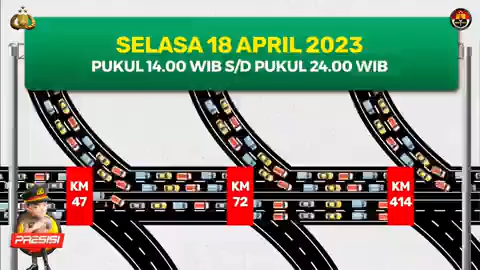 SELASA 18 APRIL 2023
PUKUL 14.00 WIB S/D PUKUL 24.00 WIB
KM
47
KM
72
KM
414
PRESISI